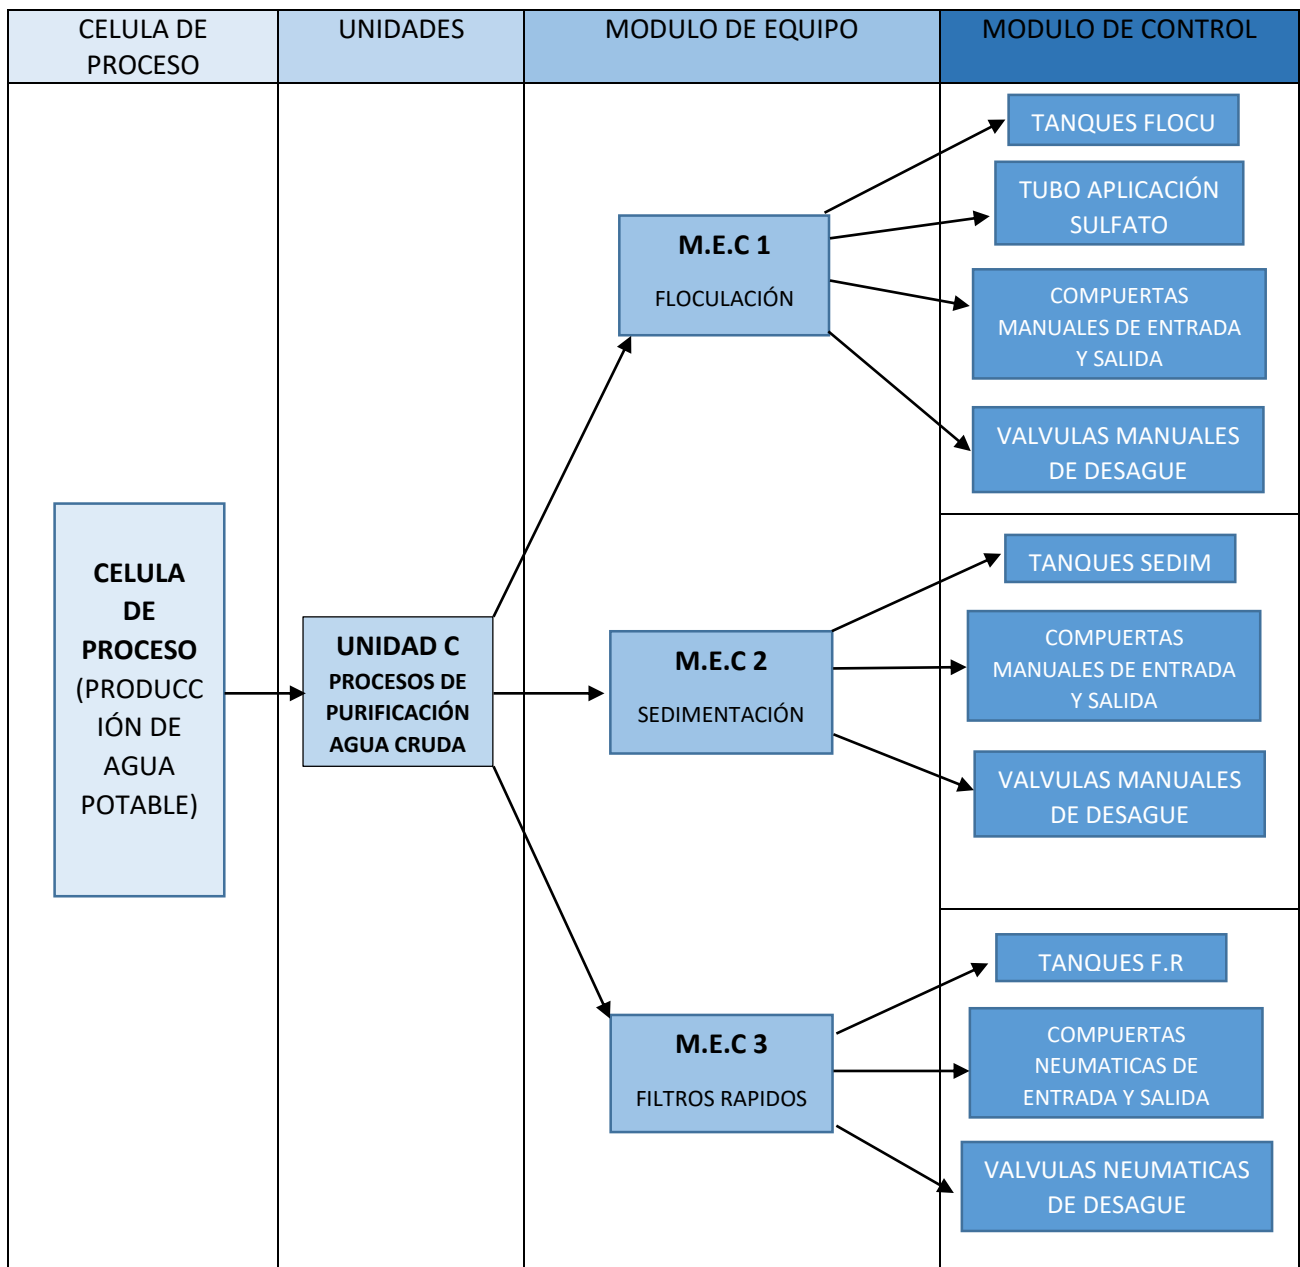 CELULA DE
PROCESO
UNIDADES
MODULO DE EQUIPO
MODULO DE CONTROL
CELULA
DE
PROCESO
(PRODUCC
IÓN DE
AGUA
POTABLE)
UNIDAD C
PROCESOS DE
PURIFICACIÓN
AGUA CRUDA
M.E.C 1
FLOCULACIÓN
TANQUES FLOCU
TUBO APLICACIÓN
SULFATO
COMPUERTAS
MANUALES DE ENTRADA
Y SALIDA
VALVULAS MANUALES
DE DESAGUE
M.E.C 2
SEDIMENTACIÓN
TANQUES SEDIM
COMPUERTAS
MANUALES DE ENTRADA
Y SALIDA
VALVULAS MANUALES
DE DESAGUE
M.E.C 3
FILTROS RAPIDOS
TANQUES F.R
COMPUERTAS
NEUMATICAS DE
ENTRADA Y SALIDA
VALVULAS NEUMATICAS
DE DESAGUE